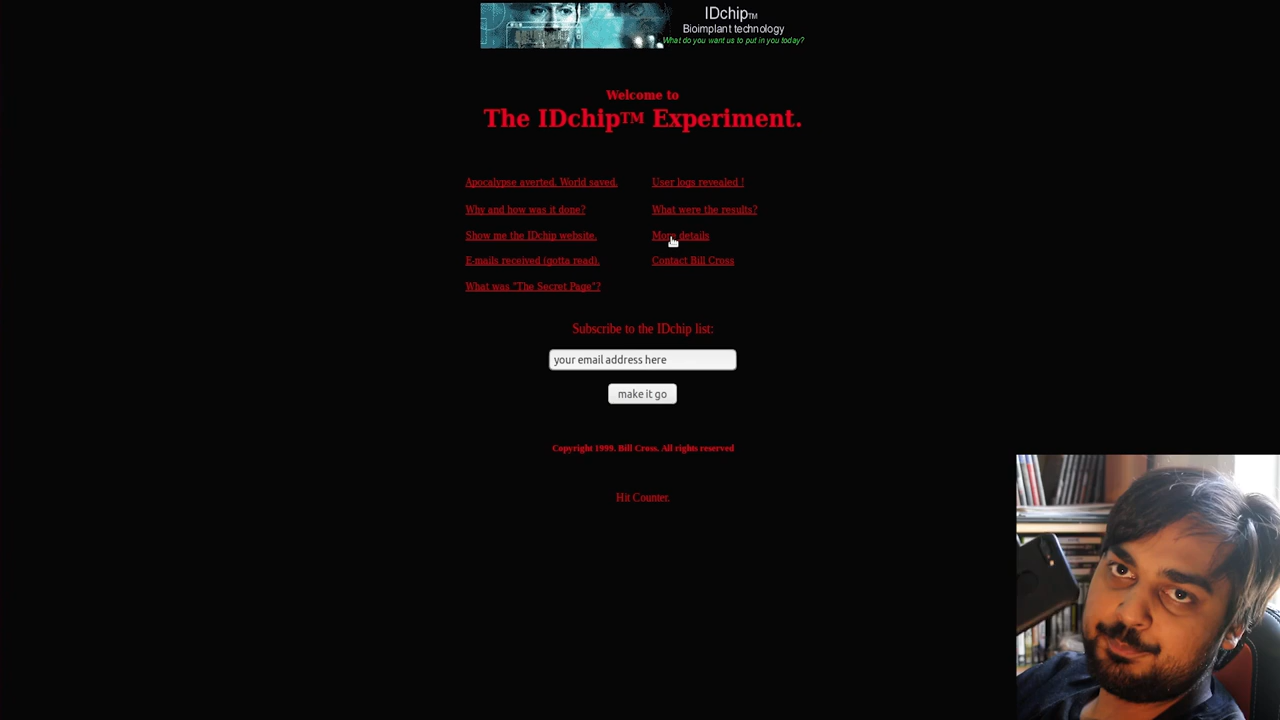 IDchip™
Bioimplant technology
What do you want us to put in you today?
Welcome to
The IDchip™ Experiment.
Apocalypse averted. World saved.
User logs revealed !
Why and how was it done?
What were the results?
Show me the IDchip website.
More details
E-mails received (gotta read).
Contact Bill Cross
What was "The Secret Page"?
Subscribe to the IDchip list:
your email address here
make it go
Copyright 1999. Bill Cross. All rights reserved
Hit Counter.